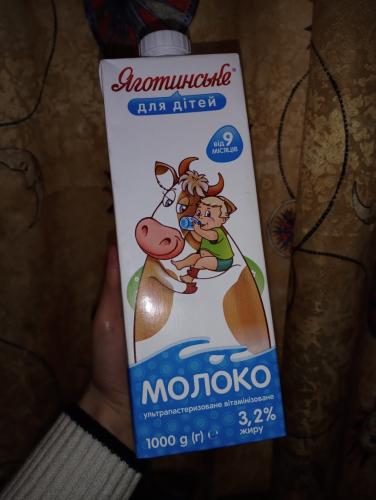 Яготинське®
для дітей
від 9
місяців
МОЛОКО
ультрапастеризоване вітамінізоване
1000 g (г) ℮
3,2%
жиру